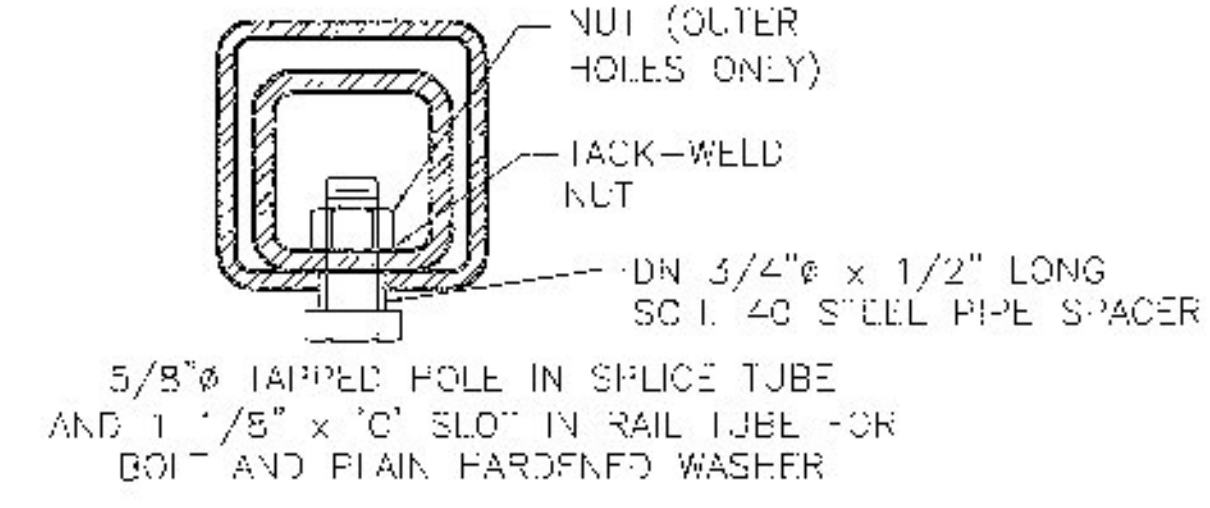 NUT (OUTER
HOLES ONLY)
TACK-WELD
NUT
DN 3/4"ø x 1/2" LONG
SCH. 40 STEEL PIPE SPACER
5/8"ø TAPPED HOLE IN SPLICE TUBE
AND 1 1/8" x 'C' SLOT IN RAIL TUBE FOR
BOLT AND PLAIN HARDENED WASHER